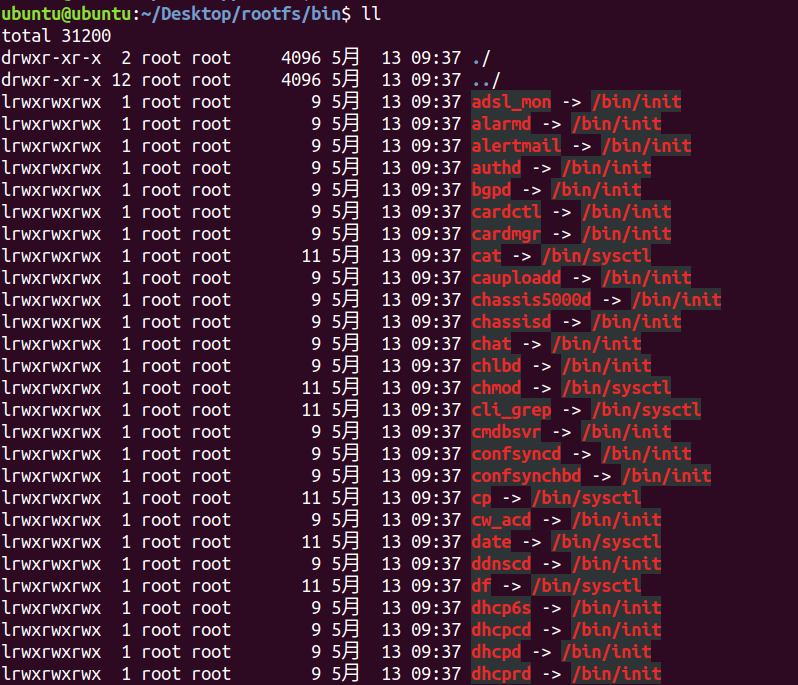 ubuntu@ubuntu:~/Desktop/rootfs/bin$ ll
total 31200
drwxr-xr-x  2 root root     4096 5月  13 09:37 ./
drwxr-xr-x 12 root root     4096 5月  13 09:37 ../
lrwxrwxrwx  1 root root        9 5月  13 09:37 adsl_mon -> /bin/init
lrwxrwxrwx  1 root root        9 5月  13 09:37 alarmd -> /bin/init
lrwxrwxrwx  1 root root        9 5月  13 09:37 alertmail -> /bin/init
lrwxrwxrwx  1 root root        9 5月  13 09:37 authd -> /bin/init
lrwxrwxrwx  1 root root        9 5月  13 09:37 bgpd -> /bin/init
lrwxrwxrwx  1 root root        9 5月  13 09:37 cardctl -> /bin/init
lrwxrwxrwx  1 root root        9 5月  13 09:37 cardmgr -> /bin/init
lrwxrwxrwx  1 root root       11 5月  13 09:37 cat -> /bin/sysctl
lrwxrwxrwx  1 root root        9 5月  13 09:37 cauploadd -> /bin/init
lrwxrwxrwx  1 root root        9 5月  13 09:37 chassis5000d -> /bin/init
lrwxrwxrwx  1 root root        9 5月  13 09:37 chassisd -> /bin/init
lrwxrwxrwx  1 root root        9 5月  13 09:37 chat -> /bin/init
lrwxrwxrwx  1 root root        9 5月  13 09:37 chlbd -> /bin/init
lrwxrwxrwx  1 root root       11 5月  13 09:37 chmod -> /bin/sysctl
lrwxrwxrwx  1 root root       11 5月  13 09:37 cli_grep -> /bin/sysctl
lrwxrwxrwx  1 root root        9 5月  13 09:37 cmdbsvr -> /bin/init
lrwxrwxrwx  1 root root        9 5月  13 09:37 confsyncd -> /bin/init
lrwxrwxrwx  1 root root        9 5月  13 09:37 confsynchbd -> /bin/init
lrwxrwxrwx  1 root root       11 5月  13 09:37 cp -> /bin/sysctl
lrwxrwxrwx  1 root root        9 5月  13 09:37 cw_acd -> /bin/init
lrwxrwxrwx  1 root root       11 5月  13 09:37 date -> /bin/sysctl
lrwxrwxrwx  1 root root        9 5月  13 09:37 ddnscd -> /bin/init
lrwxrwxrwx  1 root root       11 5月  13 09:37 df -> /bin/sysctl
lrwxrwxrwx  1 root root        9 5月  13 09:37 dhcp6s -> /bin/init
lrwxrwxrwx  1 root root        9 5月  13 09:37 dhcpcd -> /bin/init
lrwxrwxrwx  1 root root        9 5月  13 09:37 dhcpd -> /bin/init
lrwxrwxrwx  1 root root        9 5月  13 09:37 dhcprd -> /bin/init